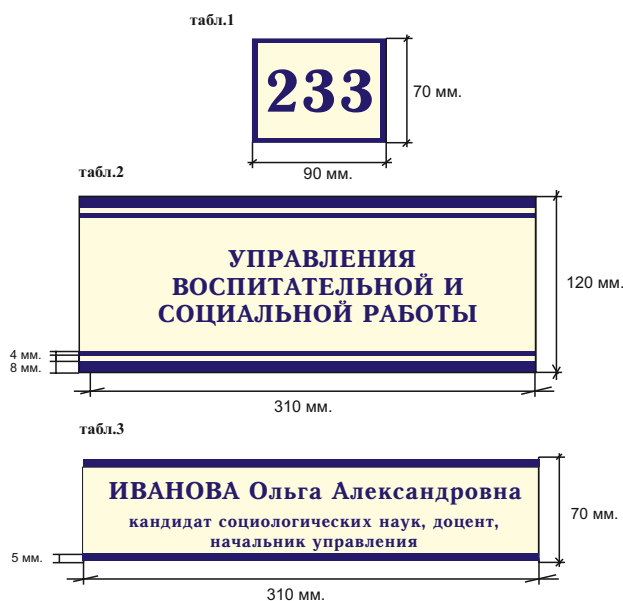 табл.1
233
70 мм.
90 мм.
табл.2
УПРАВЛЕНИЯ
ВОСПИТАТЕЛЬНОЙ И
СОЦИАЛЬНОЙ РАБОТЫ
120 мм.
4 мм.
8 мм.
310 мм.
табл.3
ИВАНОВА Ольга Александровна
кандидат социологических наук, доцент,
начальник управления
70 мм.
5 мм.
310 мм.